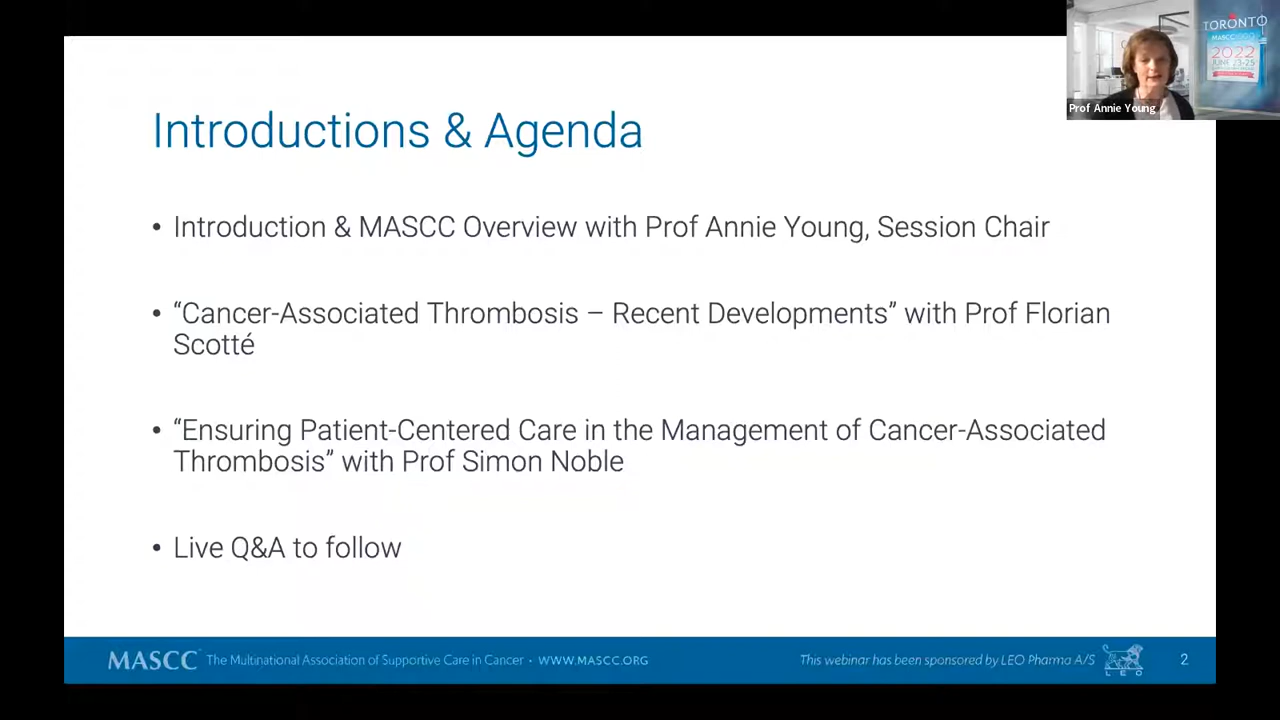 TORONTO
MASCC
2022
JUNE 23-25
Prof Annie Young
Introductions & Agenda
• Introduction & MASCC Overview with Prof Annie Young, Session Chair
• “Cancer-Associated Thrombosis – Recent Developments” with Prof Florian
Scotté
• “Ensuring Patient-Centered Care in the Management of Cancer-Associated
Thrombosis” with Prof Simon Noble
• Live Q&A to follow
MASCC The Multinational Association of Supportive Care in Cancer • WWW.MASCC.ORG
This webinar has been sponsored by LEO Pharma A/S
LEO
2